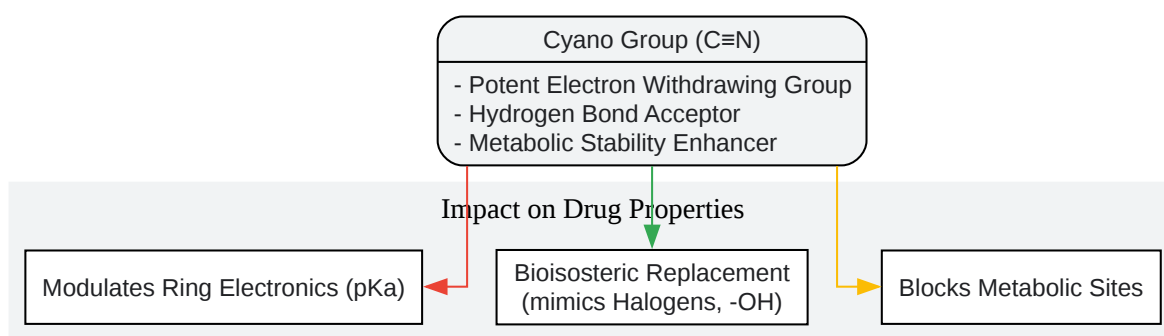 Cyano Group (C≡N)
- Potent Electron Withdrawing Group
- Hydrogen Bond Acceptor
- Metabolic Stability Enhancer
Impact on Drug Properties
Modulates Ring Electronics (pKa)
Bioisosteric Replacement
(mimics Halogens, -OH)
Blocks Metabolic Sites